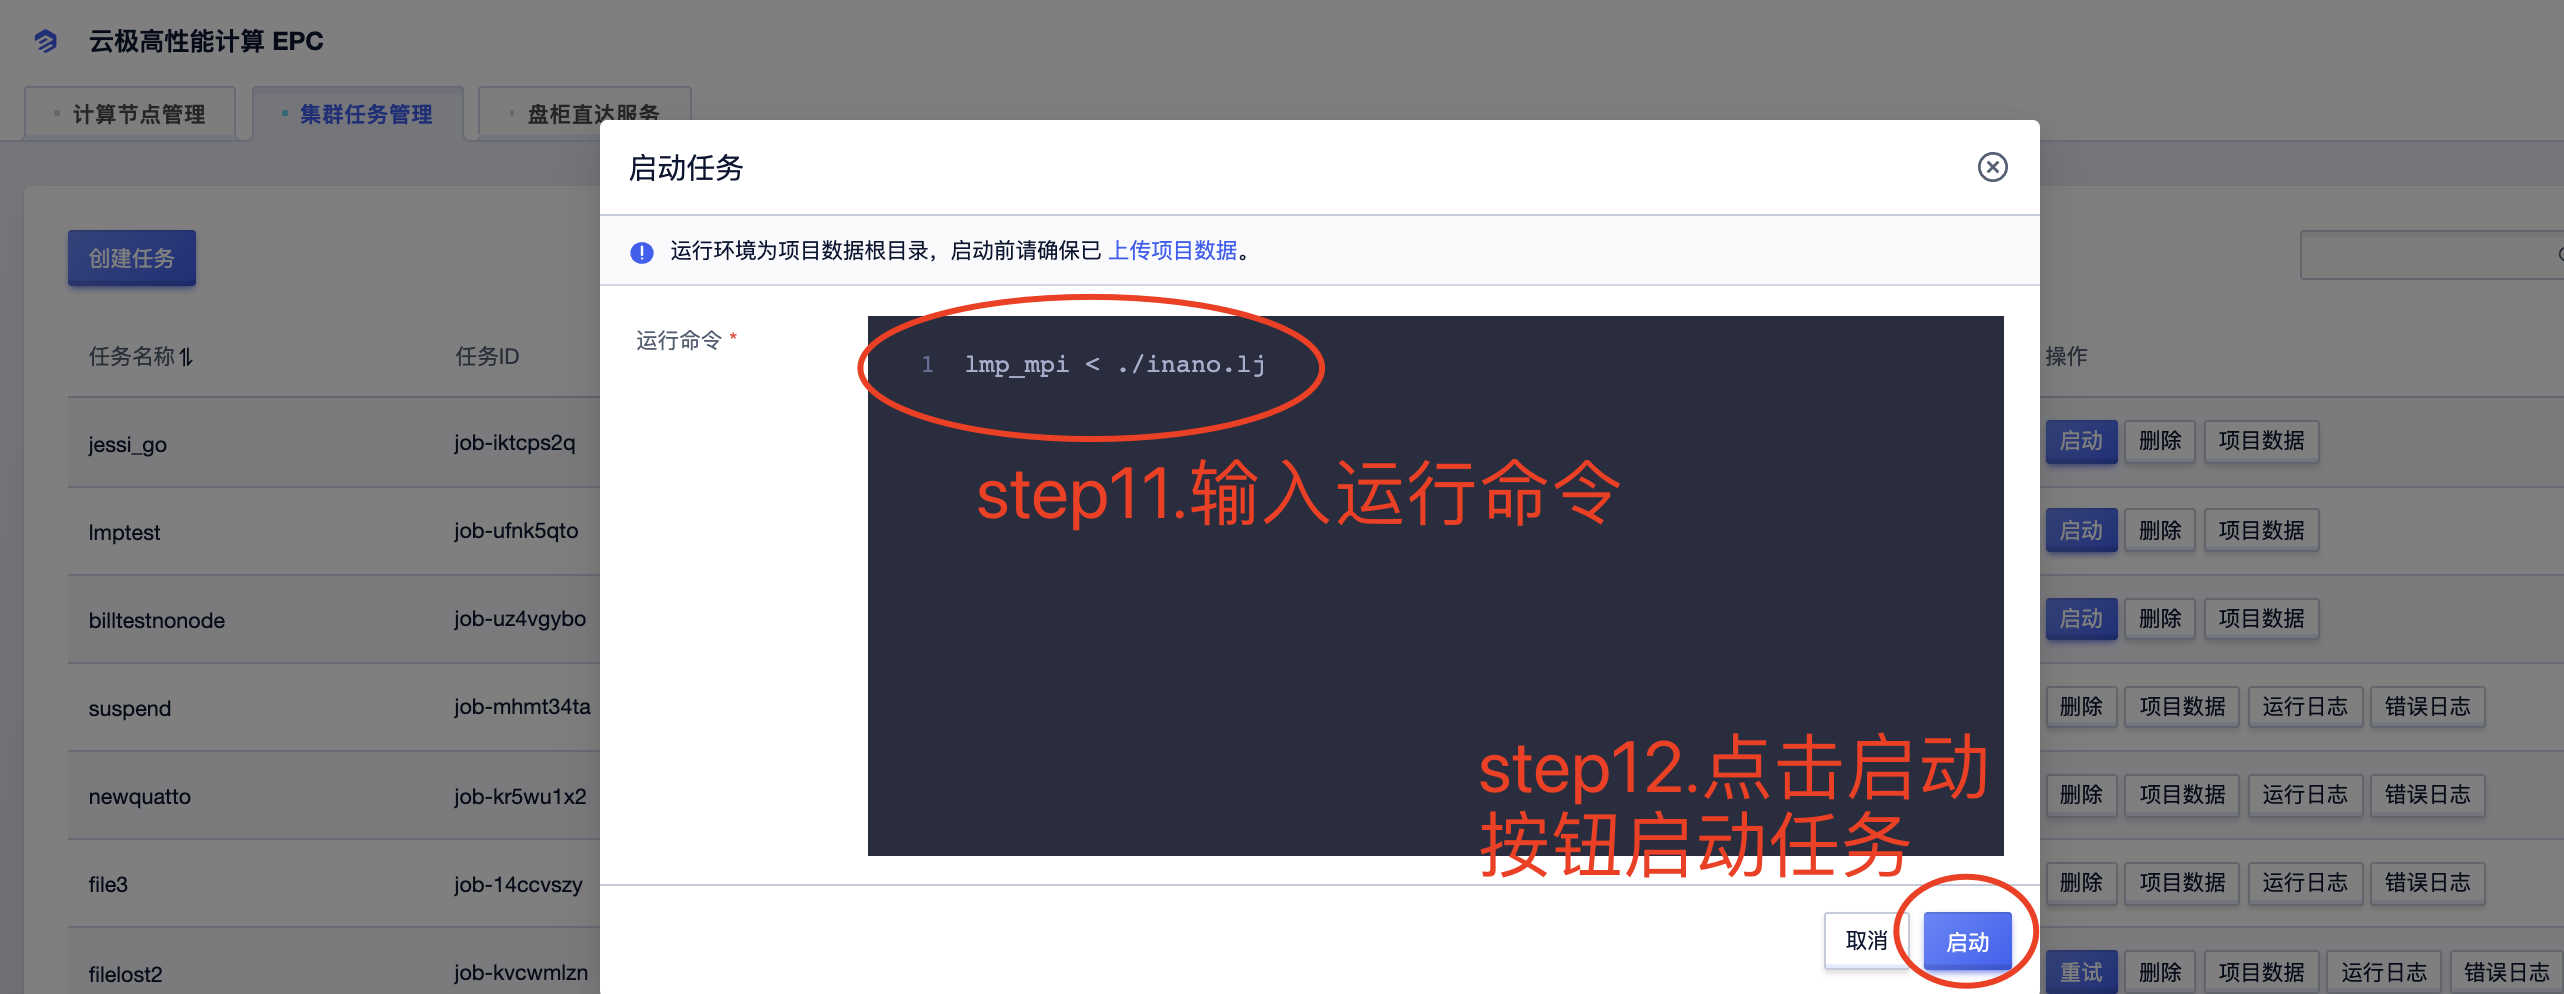 云极高性能计算 EPC
计算节点管理
集群任务管理
盘柜直达服务
启动任务
运行环境为项目数据根目录，启动前请确保已 上传项目数据。
创建任务
运行命令 *
1 lmp_mpi < ./inano.lj
step11.输入运行命令
step12.点击启动
按钮启动任务
取消 启动
任务名称 任务ID 操作
jessi_go job-iktcps2q 启动 删除 项目数据
lmptest job-ufnk5qto 启动 删除 项目数据
billtestnonode job-uz4vgybo 启动 删除 项目数据
suspend job-mhmt34ta 删除 项目数据 运行日志 错误日志
newquatto job-kr5wu1x2 删除 项目数据 运行日志 错误日志
file3 job-14ccvszy 删除 项目数据 运行日志 错误日志
filelost2 job-kvcwmlzn 重试 删除 项目数据 运行日志 错误日志